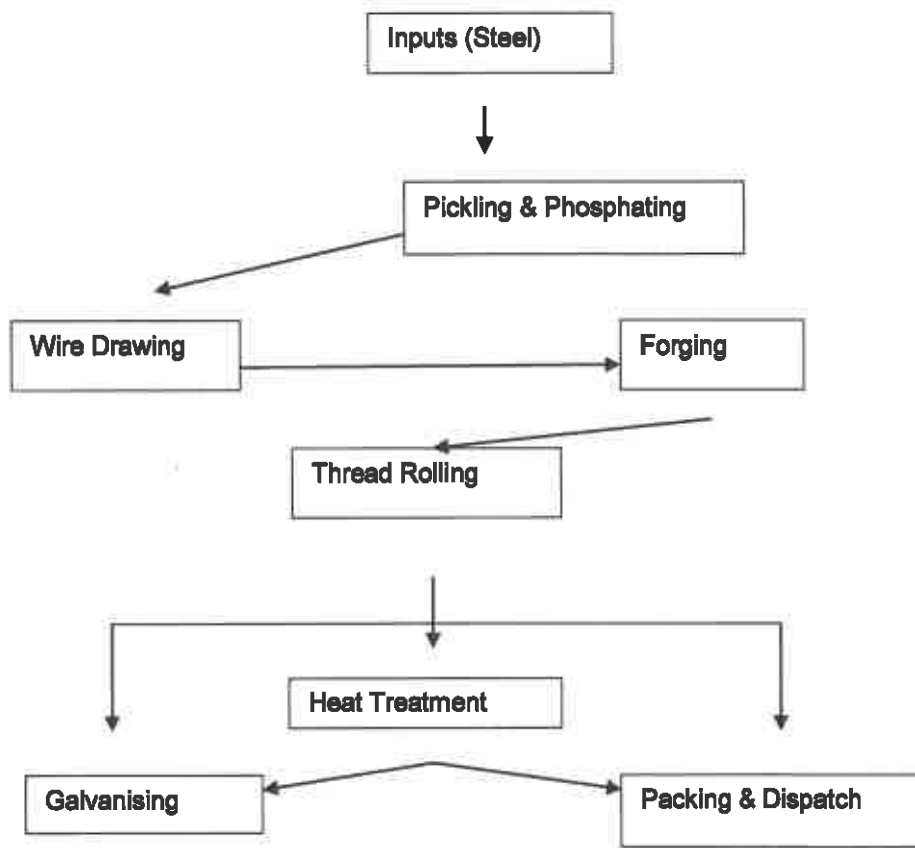 Inputs (Steel)
Pickling & Phosphating
Wire Drawing
Forging
Thread Rolling
Heat Treatment
Galvanising
Packing & Dispatch